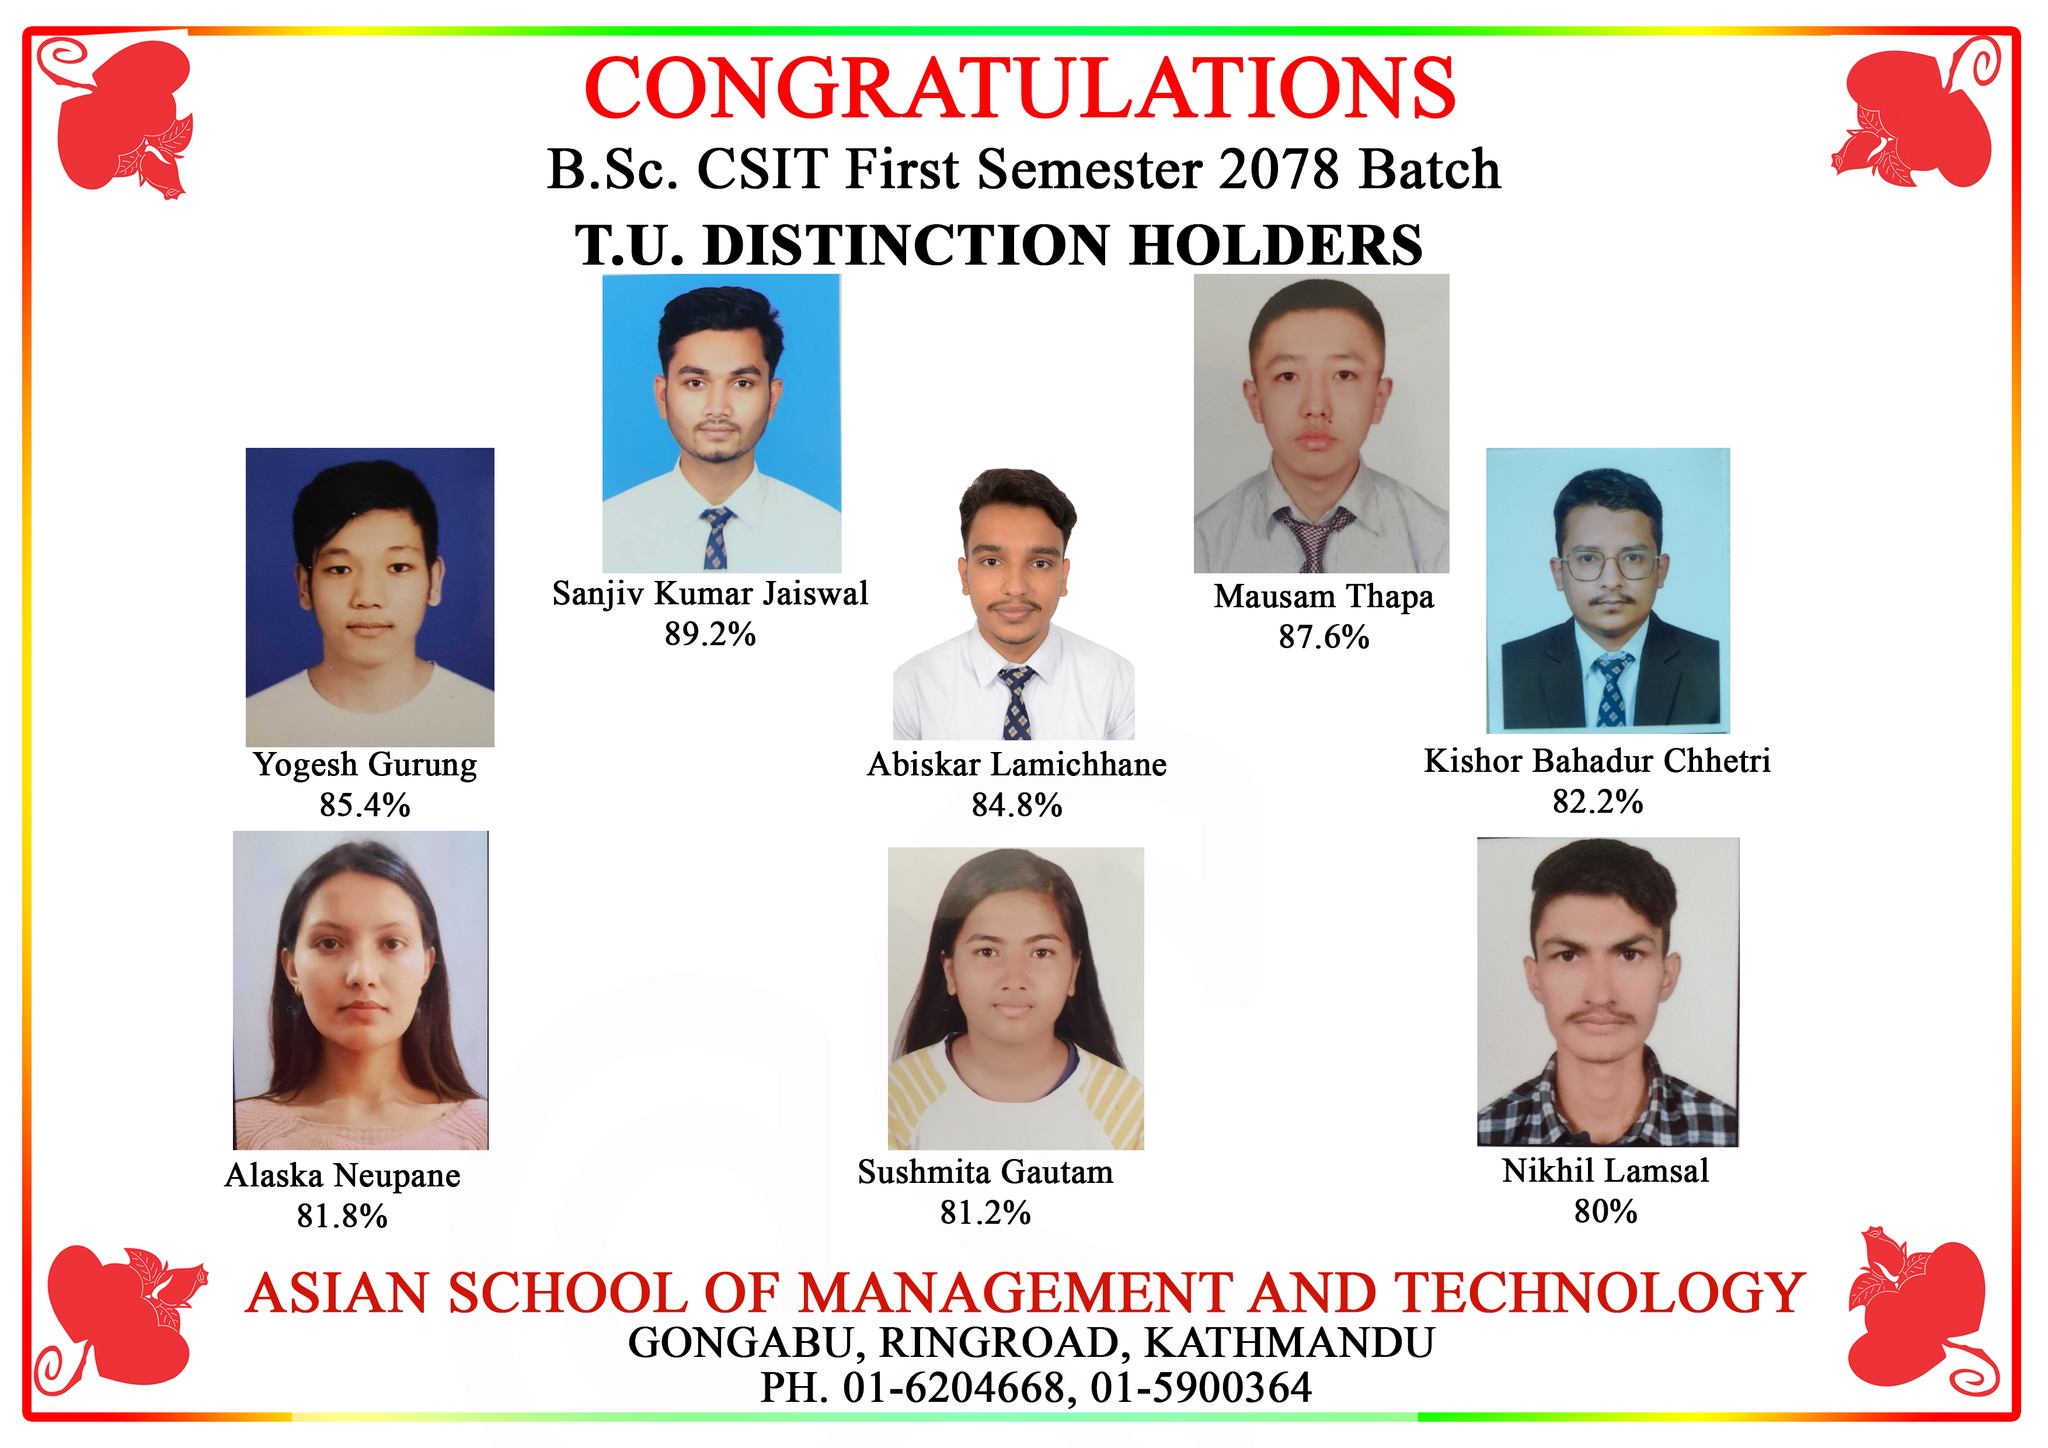 CONGRATULATIONS
B.Sc. CSIT First Semester 2078 Batch
T.U. DISTINCTION HOLDERS
Sanjiv Kumar Jaiswal
89.2%
Mausam Thapa
87.6%
Yogesh Gurung
85.4%
Abiskar Lamichhane
84.8%
Kishor Bahadur Chhetri
82.2%
Alaska Neupane
81.8%
Sushmita Gautam
81.2%
Nikhil Lamsal
80%
ASIAN SCHOOL OF MANAGEMENT AND TECHNOLOGY
GONGABU, RINGROAD, KATHMANDU
PH. 01-6204668, 01-5900364